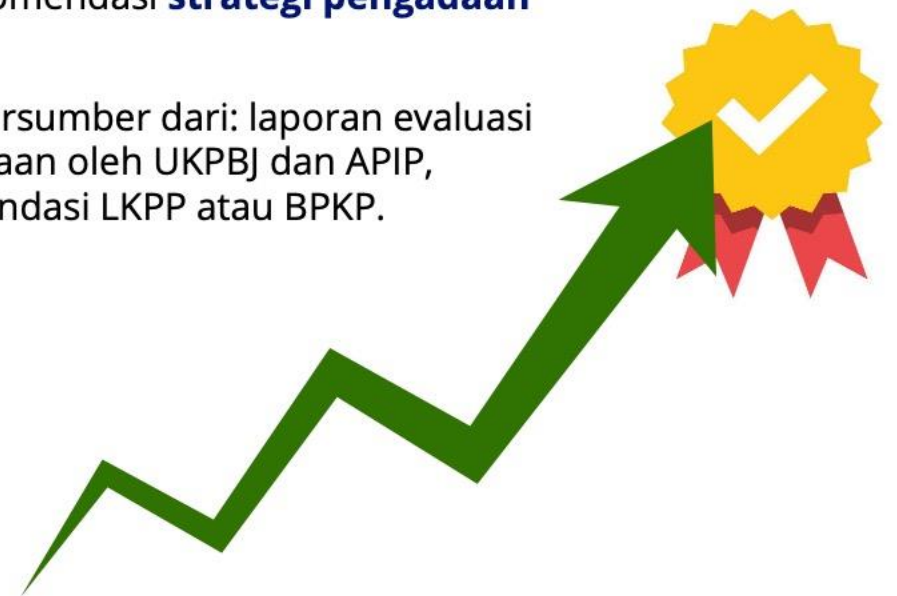 omendasi strategi pengadaan
rsumber dari: laporan evaluasi
aan oleh UKPBJ dan APIP,
ndasi LKPP atau BPKP.